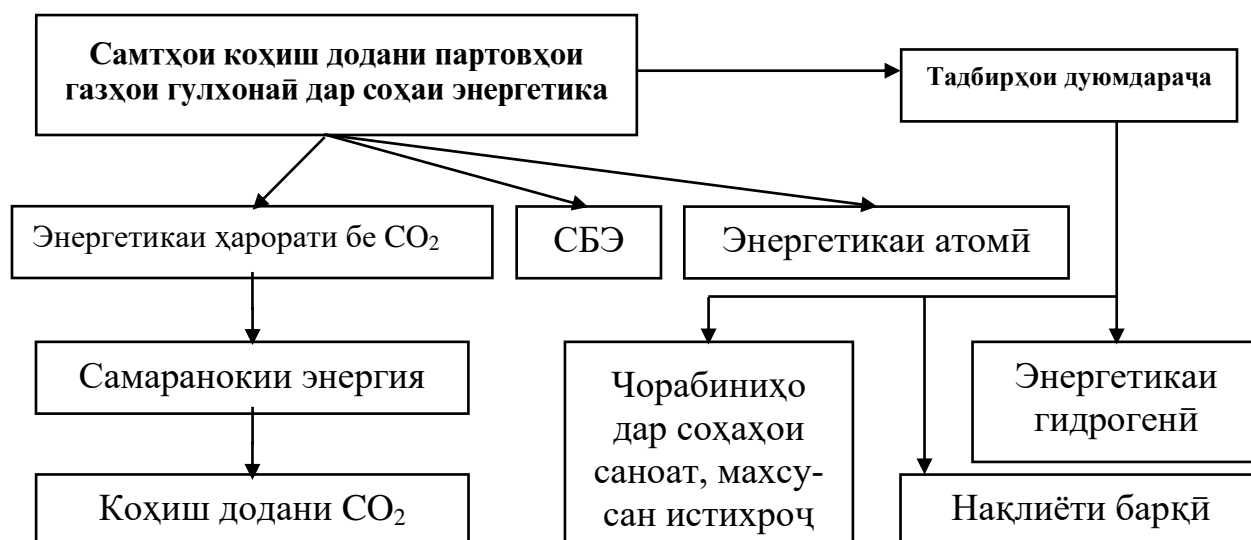 Самтҳои коҳиш додани партовҳои
газҳои гулхонаӣ дар соҳаи энергетика
Тадбирҳои дуюмдараҷа
Энергетикаи ҳарорати бе CO₂
СБЭ
Энергетикаи атомӣ
Самаранокии энергия
Чорабиниҳо
дар соҳаҳои
саноат, махсу-
сан истихроҷ
Энергетикаи
гидрогенӣ
Коҳиш додани CO₂
Нақлиёти барқӣ